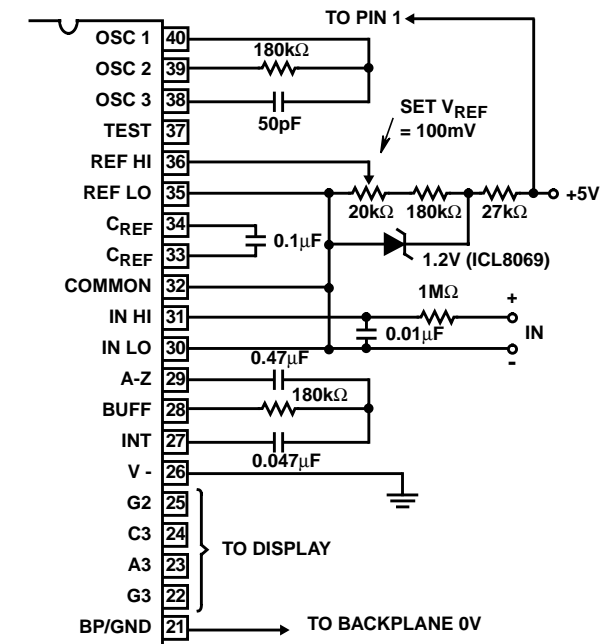 TO PIN 1
OSC 1 40
180kΩ
OSC 2 39
OSC 3 38
50pF
TEST 37
SET VREF
= 100mV
REF HI 36
REF LO 35
20kΩ 180kΩ 27kΩ
+5V
CREF 34
0.1μF
CREF 33
1.2V (ICL8069)
COMMON 32
1MΩ
+
IN HI 31
0.01μF
IN
IN LO 30
-
0.47μF
A-Z 29
180kΩ
BUFF 28
INT 27
0.047μF
V - 26
G2 25
C3 24
TO DISPLAY
A3 23
G3 22
BP/GND 21
TO BACKPLANE 0V